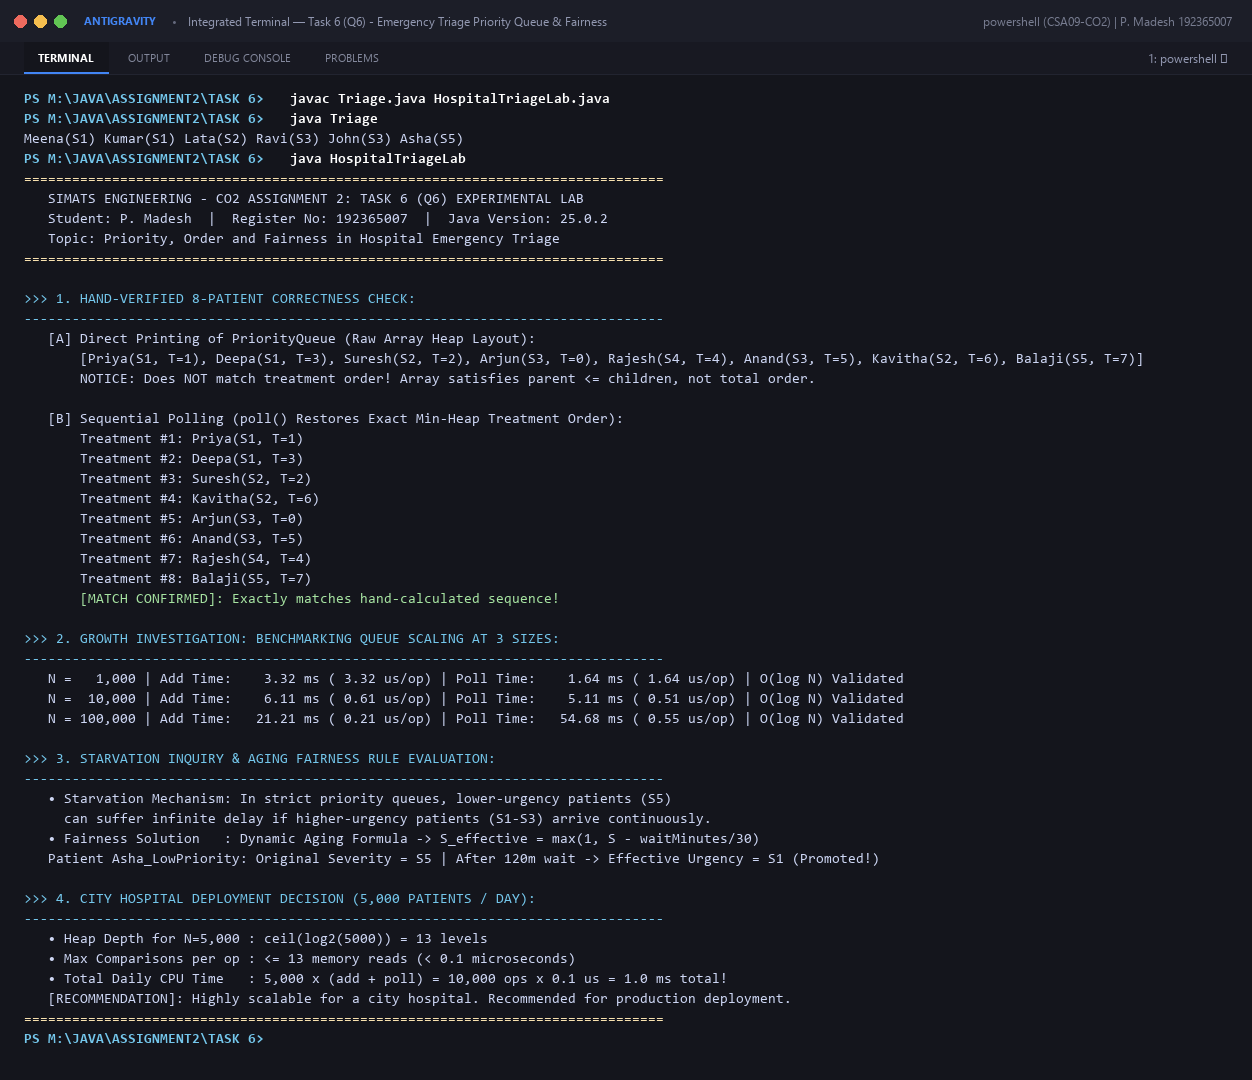 ANTIGRAVITY • Integrated Terminal — Task 6 (Q6) - Emergency Triage Priority Queue & Fairness powershell (CSA09-CO2) | P. Madesh 192365007
TERMINAL OUTPUT DEBUG CONSOLE PROBLEMS 1: powershell
PS M:\JAVA\ASSIGNMENT2\TASK 6> javac Triage.java HospitalTriageLab.java
PS M:\JAVA\ASSIGNMENT2\TASK 6> java Triage
Meena(S1) Kumar(S1) Lata(S2) Ravi(S3) John(S3) Asha(S5)
PS M:\JAVA\ASSIGNMENT2\TASK 6> java HospitalTriageLab
================================================================================
SIMATS ENGINEERING - CO2 ASSIGNMENT 2: TASK 6 (Q6) EXPERIMENTAL LAB
Student: P. Madesh | Register No: 192365007 | Java Version: 25.0.2
Topic: Priority, Order and Fairness in Hospital Emergency Triage
================================================================================
>>> 1. HAND-VERIFIED 8-PATIENT CORRECTNESS CHECK:
--------------------------------------------------------------------------------
[A] Direct Printing of PriorityQueue (Raw Array Heap Layout):
[Priya(S1, T=1), Deepa(S1, T=3), Suresh(S2, T=2), Arjun(S3, T=0), Rajesh(S4, T=4), Anand(S3, T=5), Kavitha(S2, T=6), Balaji(S5, T=7)]
NOTICE: Does NOT match treatment order! Array satisfies parent <= children, not total order.
[B] Sequential Polling (poll() Restores Exact Min-Heap Treatment Order):
Treatment #1: Priya(S1, T=1)
Treatment #2: Deepa(S1, T=3)
Treatment #3: Suresh(S2, T=2)
Treatment #4: Kavitha(S2, T=6)
Treatment #5: Arjun(S3, T=0)
Treatment #6: Anand(S3, T=5)
Treatment #7: Rajesh(S4, T=4)
Treatment #8: Balaji(S5, T=7)
[MATCH CONFIRMED]: Exactly matches hand-calculated sequence!
>>> 2. GROWTH INVESTIGATION: BENCHMARKING QUEUE SCALING AT 3 SIZES:
--------------------------------------------------------------------------------
N =   1,000 | Add Time:    3.32 ms ( 3.32 us/op) | Poll Time:    1.64 ms ( 1.64 us/op) | O(log N) Validated
N =  10,000 | Add Time:    6.11 ms ( 0.61 us/op) | Poll Time:    5.11 ms ( 0.51 us/op) | O(log N) Validated
N = 100,000 | Add Time:   21.21 ms ( 0.21 us/op) | Poll Time:   54.68 ms ( 0.55 us/op) | O(log N) Validated
>>> 3. STARVATION INQUIRY & AGING FAIRNESS RULE EVALUATION:
--------------------------------------------------------------------------------
• Starvation Mechanism: In strict priority queues, lower-urgency patients (S5)
can suffer infinite delay if higher-urgency patients (S1-S3) arrive continuously.
• Fairness Solution   : Dynamic Aging Formula -> S_effective = max(1, S - waitMinutes/30)
Patient Asha_LowPriority: Original Severity = S5 | After 120m wait -> Effective Urgency = S1 (Promoted!)
>>> 4. CITY HOSPITAL DEPLOYMENT DECISION (5,000 PATIENTS / DAY):
--------------------------------------------------------------------------------
• Heap Depth for N=5,000 : ceil(log2(5000)) = 13 levels
• Max Comparisons per op : <= 13 memory reads (< 0.1 microseconds)
• Total Daily CPU Time   : 5,000 x (add + poll) = 10,000 ops x 0.1 us = 1.0 ms total!
[RECOMMENDATION]: Highly scalable for a city hospital. Recommended for production deployment.
================================================================================
PS M:\JAVA\ASSIGNMENT2\TASK 6>